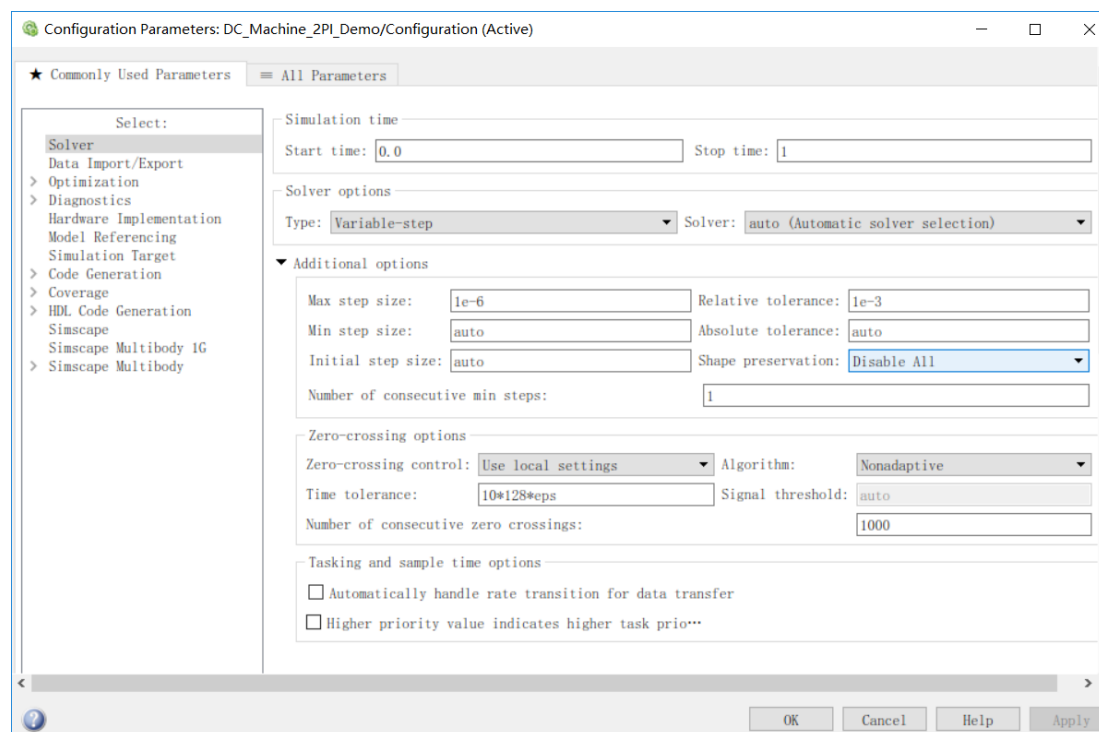 Configuration Parameters: DC_Machine_2PI_Demo/Configuration (Active)
★ Commonly Used Parameters
≡ All Parameters
Select:
Solver
Data Import/Export
> Optimization
> Diagnostics
Hardware Implementation
Model Referencing
Simulation Target
> Code Generation
> Coverage
> HDL Code Generation
Simscape
Simscape Multibody 1G
> Simscape Multibody
Simulation time
Start time: 0.0 Stop time: 1
Solver options
Type: Variable-step Solver: auto (Automatic solver selection)
Additional options
Max step size: 1e-6 Relative tolerance: 1e-3
Min step size: auto Absolute tolerance: auto
Initial step size: auto Shape preservation: Disable All
Number of consecutive min steps: 1
Zero-crossing options
Zero-crossing control: Use local settings Algorithm: Nonadaptive
Time tolerance: 10*128*eps Signal threshold: auto
Number of consecutive zero crossings: 1000
Tasking and sample time options
Automatically handle rate transition for data transfer
Higher priority value indicates higher task prio…
OK Cancel Help Apply